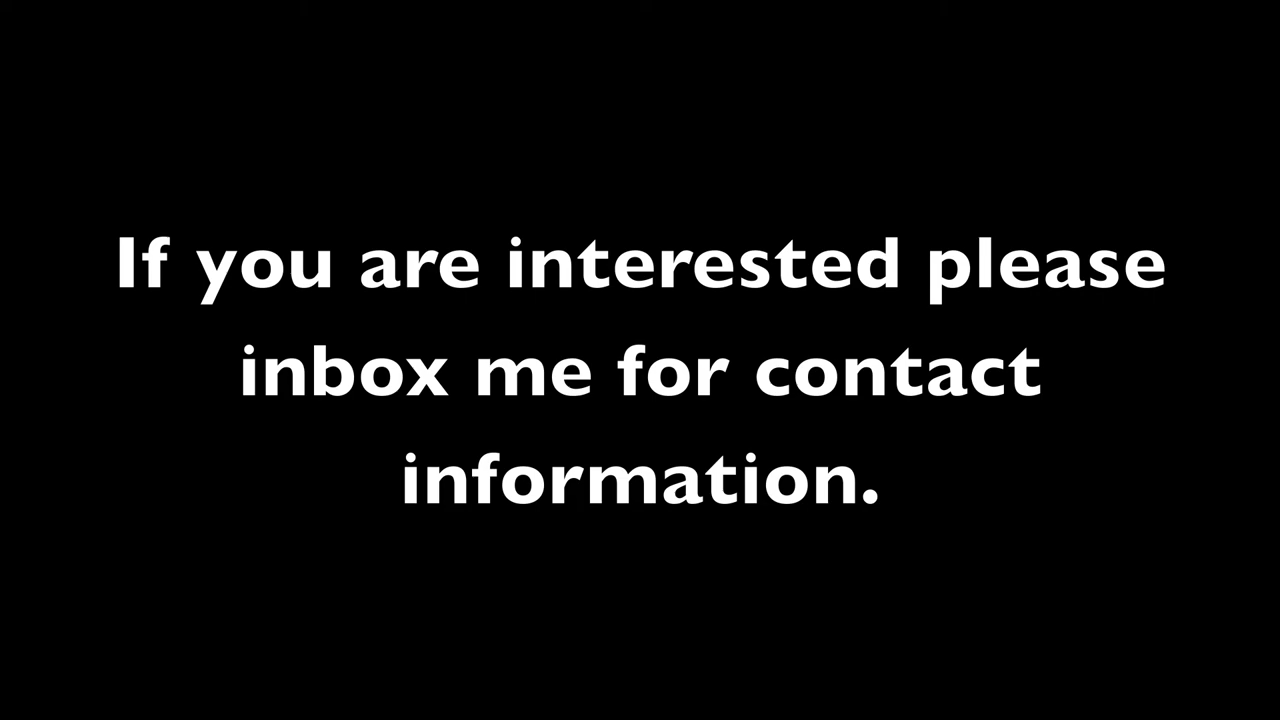 If you are interested please
inbox me for contact
information.